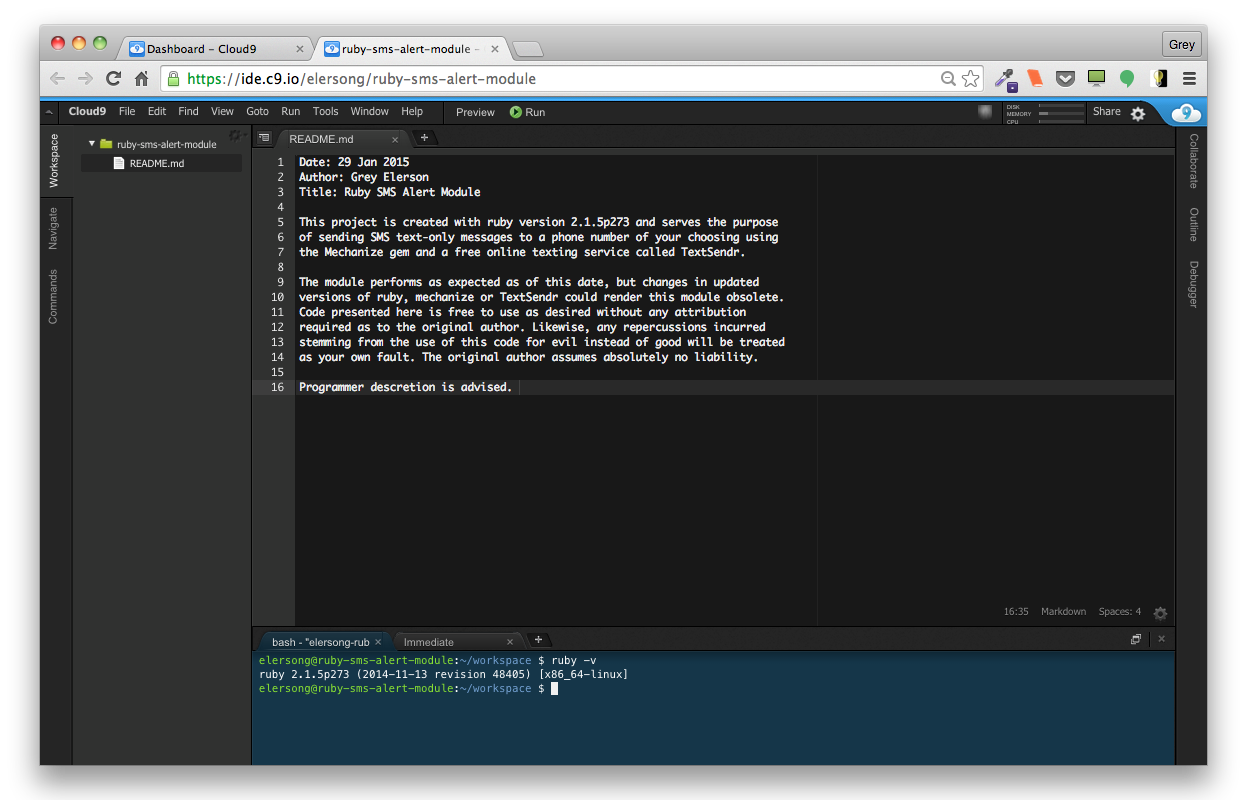 Dashboard – Cloud9
ruby-sms-alert-module –
Grey
https://ide.c9.io/elersong/ruby-sms-alert-module
Cloud9 File Edit Find View Goto Run Tools Window Help Preview Run
DISK
MEMORY
CPU
Share
9
Workspace
Navigate
Commands
ruby-sms-alert-module
README.md
README.md
1 Date: 29 Jan 2015
2 Author: Grey Elerson
3 Title: Ruby SMS Alert Module
4
5 This project is created with ruby version 2.1.5p273 and serves the purpose
6 of sending SMS text-only messages to a phone number of your choosing using
7 the Mechanize gem and a free online texting service called TextSendr.
8
9 The module performs as expected as of this date, but changes in updated
10 versions of ruby, mechanize or TextSendr could render this module obsolete.
11 Code presented here is free to use as desired without any attribution
12 required as to the original author. Likewise, any repercussions incurred
13 stemming from the use of this code for evil instead of good will be treated
14 as your own fault. The original author assumes absolutely no liability.
15
16 Programmer descretion is advised.
16:35 Markdown Spaces: 4
Collaborate
Outline
Debugger
bash - "elersong-rub
Immediate
elersong@ruby-sms-alert-module:~/workspace $ ruby -v
ruby 2.1.5p273 (2014-11-13 revision 48405) [x86_64-linux]
elersong@ruby-sms-alert-module:~/workspace $